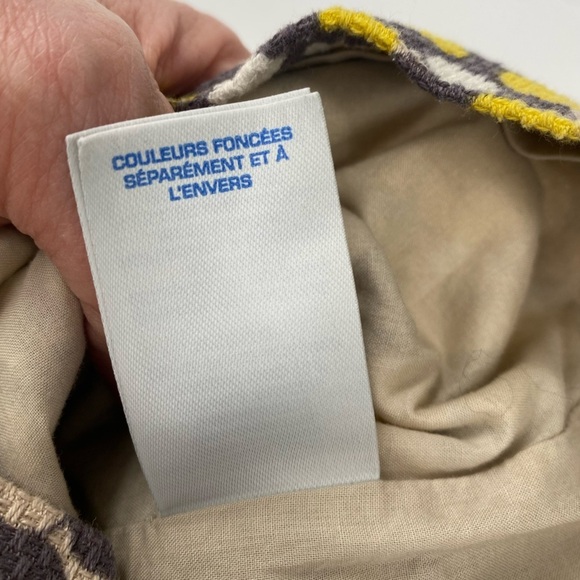 COULEURS FONCÉES
SÉPARÉMENT ET À
L'ENVERS